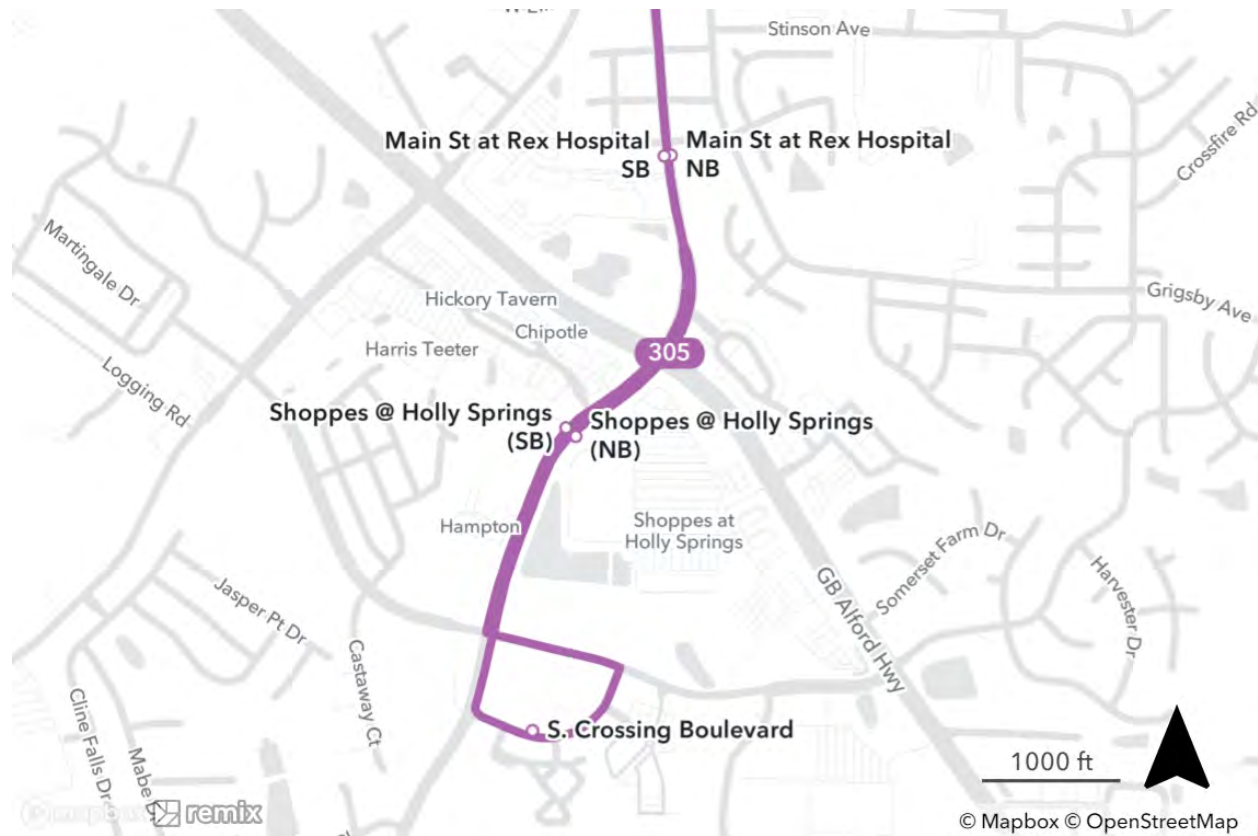 Stinson Ave
Main St at Rex Hospital
SB
Main St at Rex Hospital
NB
Crossfire Rd
Martingale Dr
Hickory Tavern
Chipotle
Harris Teeter
Grigsby Ave
305
Logging Rd
Shoppes @ Holly Springs
(SB)
Shoppes @ Holly Springs
(NB)
Hampton
Shoppes at
Holly Springs
Somerset Farm Dr
Harvester Dr
GB Alford Hwy
Jasper Pt Dr
Castaway Ct
Cline Falls Dr
S. Crossing Boulevard
1000 ft
mapbox
remix
© Mapbox © OpenStreetMap